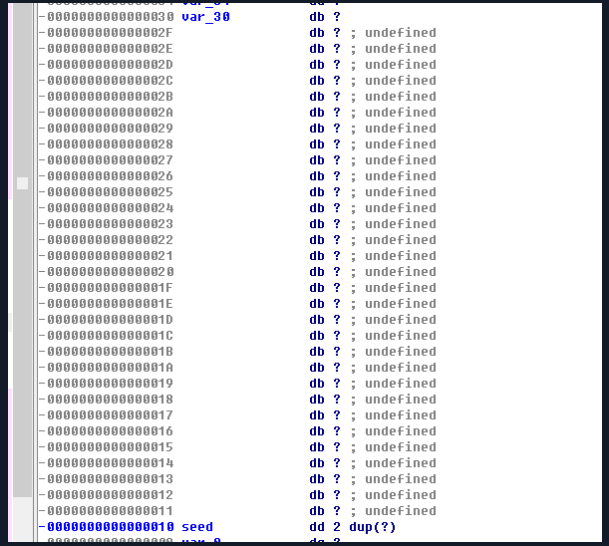 -0000000000000030 var_30 db ?
-000000000000002F db ? ; undefined
-000000000000002E db ? ; undefined
-000000000000002D db ? ; undefined
-000000000000002C db ? ; undefined
-000000000000002B db ? ; undefined
-000000000000002A db ? ; undefined
-0000000000000029 db ? ; undefined
-0000000000000028 db ? ; undefined
-0000000000000027 db ? ; undefined
-0000000000000026 db ? ; undefined
-0000000000000025 db ? ; undefined
-0000000000000024 db ? ; undefined
-0000000000000023 db ? ; undefined
-0000000000000022 db ? ; undefined
-0000000000000021 db ? ; undefined
-0000000000000020 db ? ; undefined
-000000000000001F db ? ; undefined
-000000000000001E db ? ; undefined
-000000000000001D db ? ; undefined
-000000000000001C db ? ; undefined
-000000000000001B db ? ; undefined
-000000000000001A db ? ; undefined
-0000000000000019 db ? ; undefined
-0000000000000018 db ? ; undefined
-0000000000000017 db ? ; undefined
-0000000000000016 db ? ; undefined
-0000000000000015 db ? ; undefined
-0000000000000014 db ? ; undefined
-0000000000000013 db ? ; undefined
-0000000000000012 db ? ; undefined
-0000000000000011 db ? ; undefined
-0000000000000010 seed dd 2 dup(?)